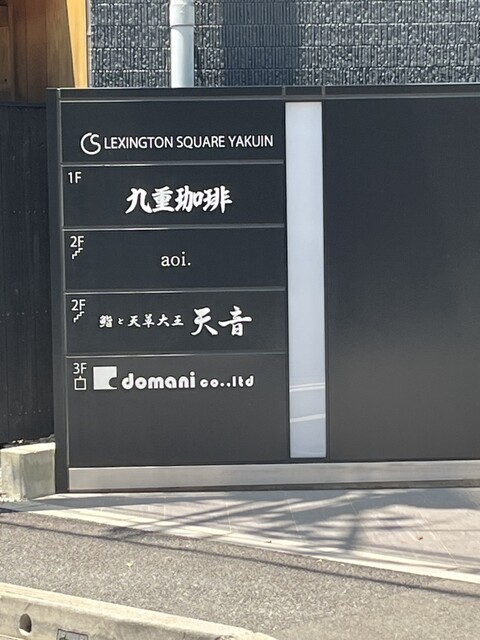 LEXINGTON SQUARE YAKUIN
1F
九重珈琲
2F
aoi.
2F
鮨と天草大王 天音
3F
domani co.,ltd